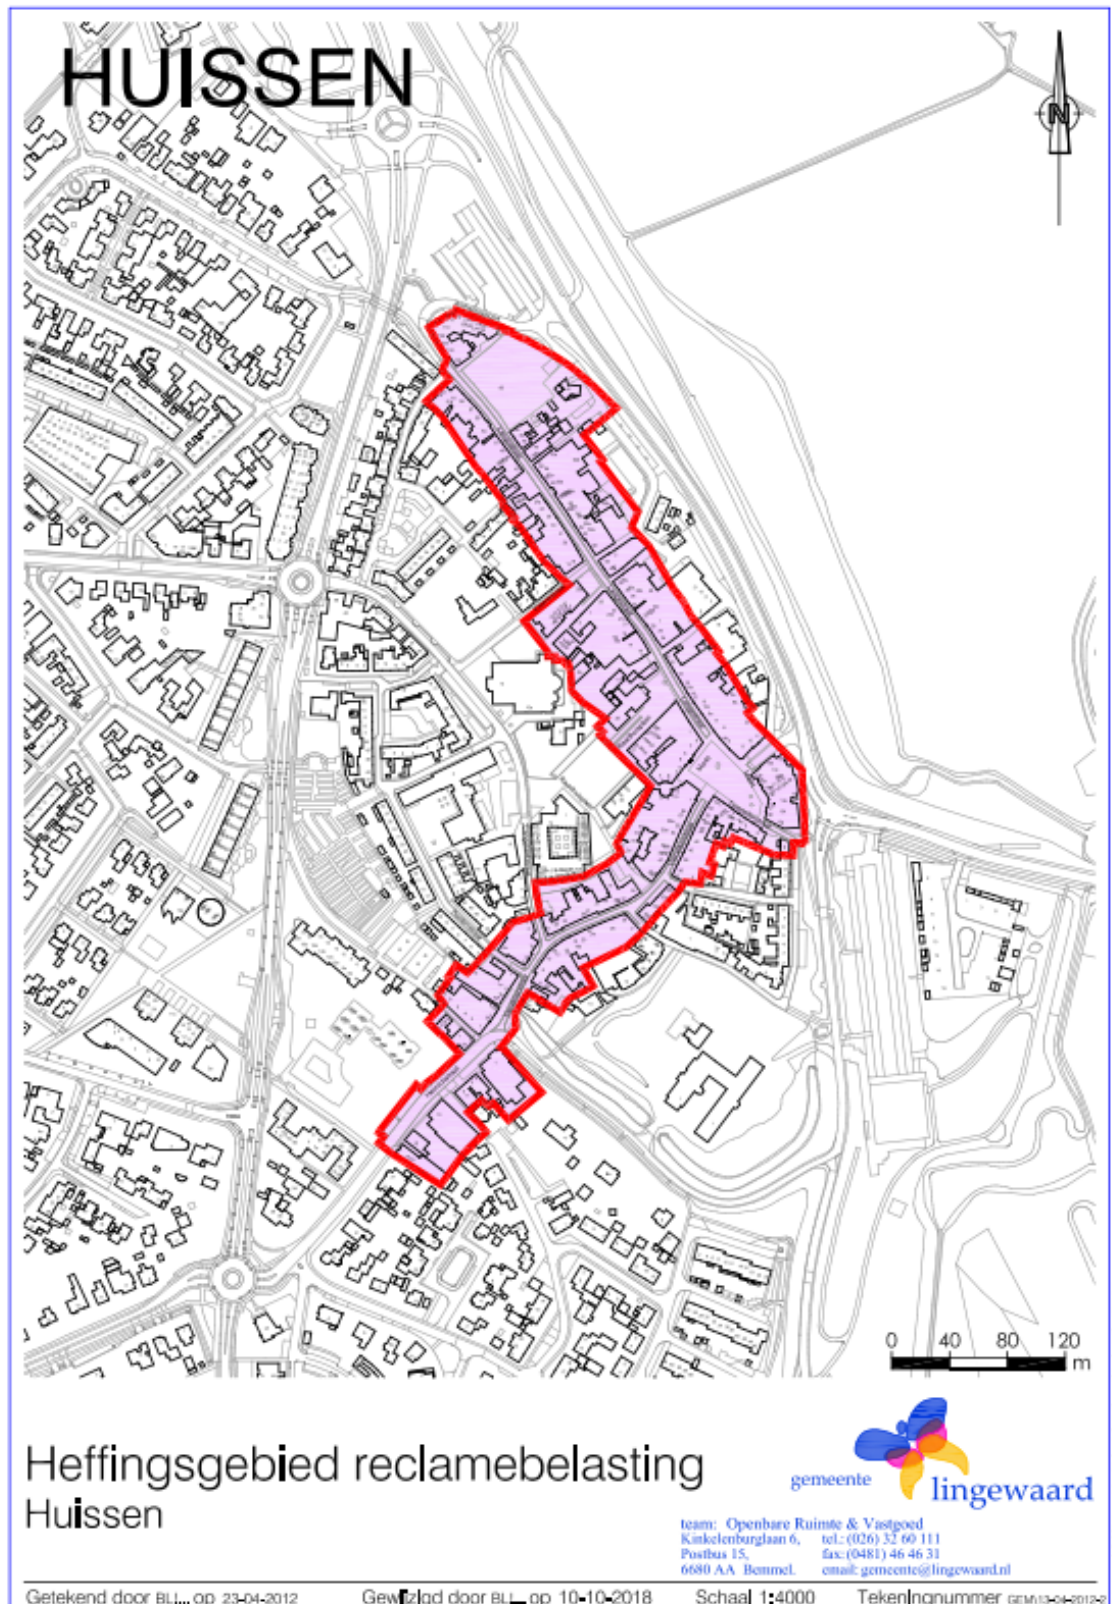 HUISSEN
N
0 40 80 120 m
Heffingsgebied reclamebelasting
Huissen
gemeente lingewaard
team: Openbare Ruimte & Vastgoed
Kinkelenburglaan 6, tel.: (026) 32 60 111
Postbus 15, fax: (0481) 46 46 31
6680 AA Bemmel. email: gemeente@lingewaard.nl
Getekend door op 23-04-2012 Gewijzigd door op 10-10-2018 Schaal 1:4000 Tekeningnummer